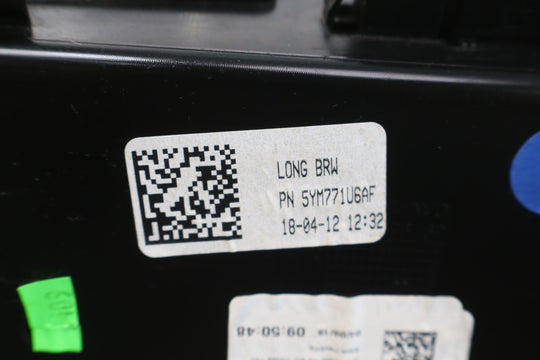 LONG BRW
PN 5YM771U6AF
18-04-12 12:32
09:50:48